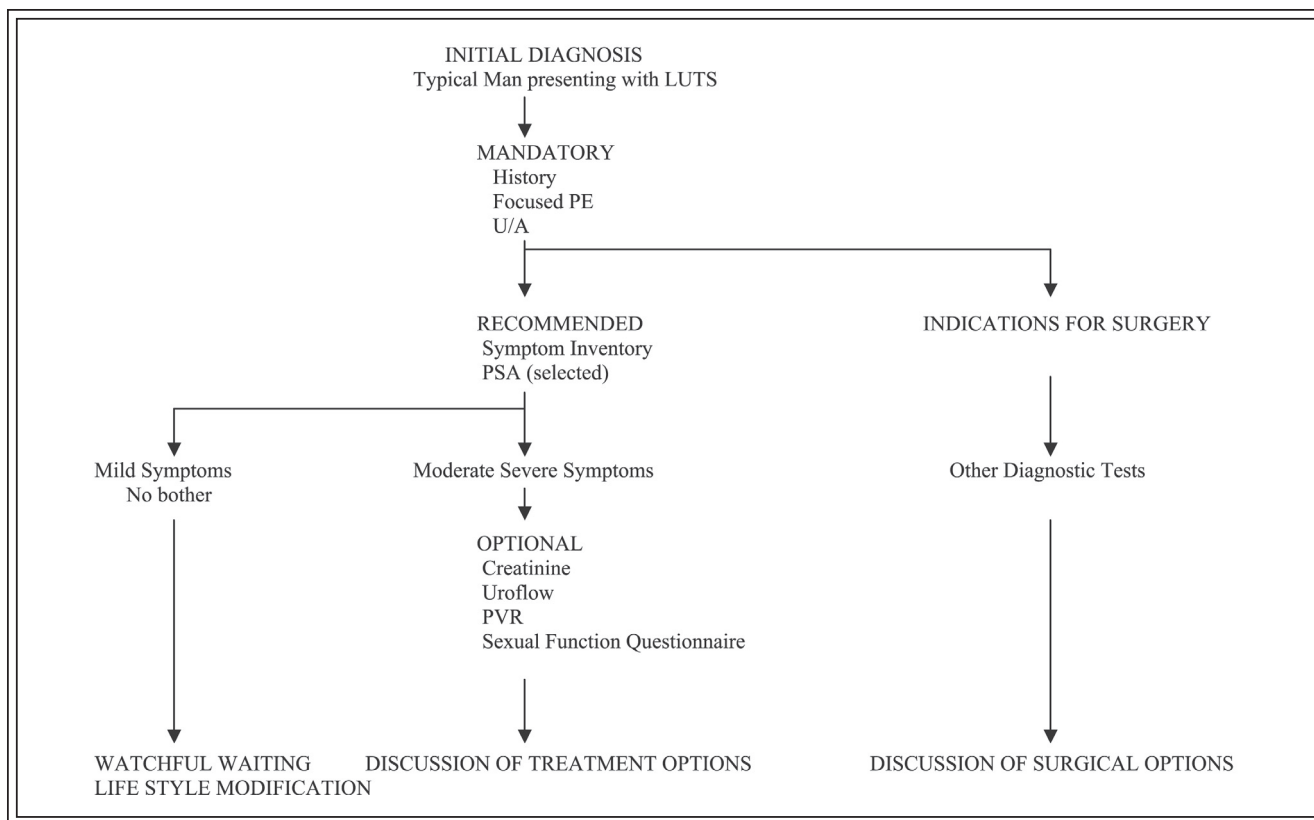 INITIAL DIAGNOSIS
Typical Man presenting with LUTS
MANDATORY
History
Focused PE
U/A
RECOMMENDED
Symptom Inventory
PSA (selected)
INDICATIONS FOR SURGERY
Mild Symptoms
No bother
Moderate Severe Symptoms
Other Diagnostic Tests
OPTIONAL
Creatinine
Uroflow
PVR
Sexual Function Questionnaire
WATCHFUL WAITING
LIFE STYLE MODIFICATION
DISCUSSION OF TREATMENT OPTIONS
DISCUSSION OF SURGICAL OPTIONS